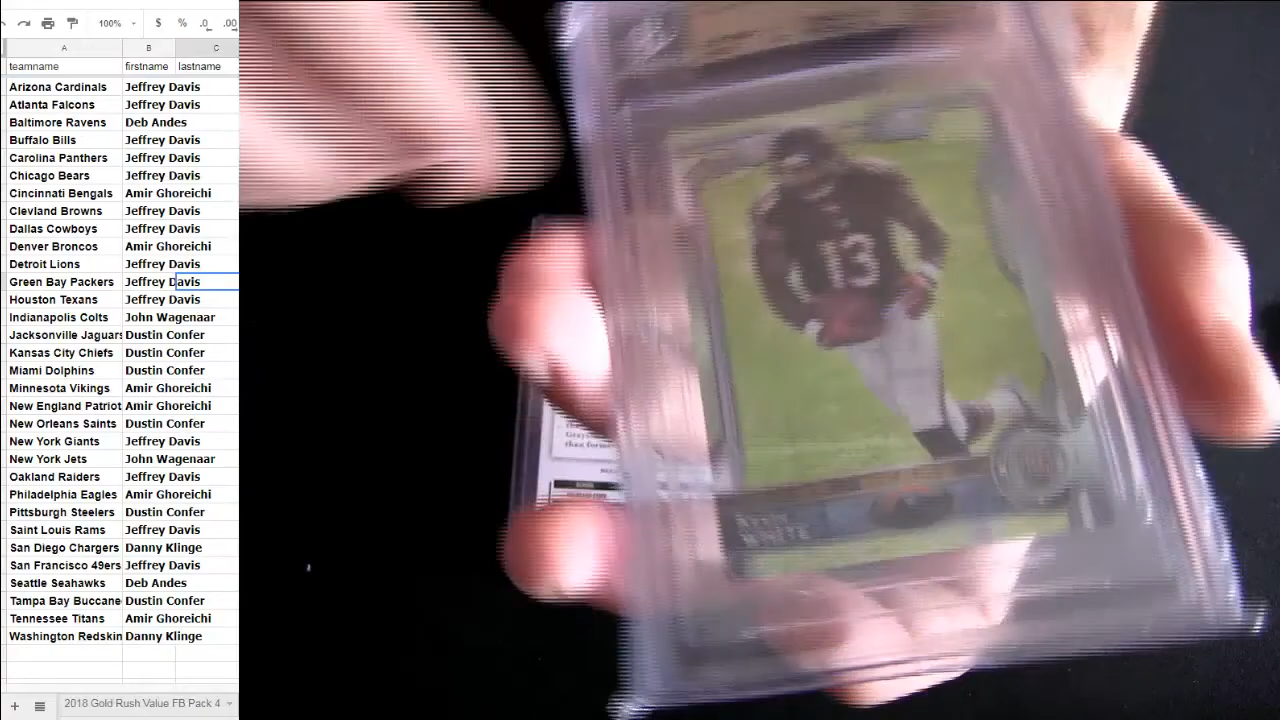 100% $ % .0 .00
A B C
teamname firstname lastname
Arizona Cardinals Jeffrey Davis
Atlanta Falcons Jeffrey Davis
Baltimore Ravens Deb Andes
Buffalo Bills Jeffrey Davis
Carolina Panthers Jeffrey Davis
Chicago Bears Jeffrey Davis
Cincinnati Bengals Amir Ghoreichi
Clevland Browns Jeffrey Davis
Dallas Cowboys Jeffrey Davis
Denver Broncos Amir Ghoreichi
Detroit Lions Jeffrey Davis
Green Bay Packers Jeffrey Davis
Houston Texans Jeffrey Davis
Indianapolis Colts John Wagenaar
Jacksonville Jaguars Dustin Confer
Kansas City Chiefs Dustin Confer
Miami Dolphins Dustin Confer
Minnesota Vikings Amir Ghoreichi
New England Patriot Amir Ghoreichi
New Orleans Saints Dustin Confer
New York Giants Jeffrey Davis
New York Jets John Wagenaar
Oakland Raiders Jeffrey Davis
Philadelphia Eagles Amir Ghoreichi
Pittsburgh Steelers Dustin Confer
Saint Louis Rams Jeffrey Davis
San Diego Chargers Danny Klinge
San Francisco 49ers Jeffrey Davis
Seattle Seahawks Deb Andes
Tampa Bay Buccane Dustin Confer
Tennessee Titans Amir Ghoreichi
Washington Redskin Danny Klinge
2018 Gold Rush Value FB Pack 4
13
WHITE
than